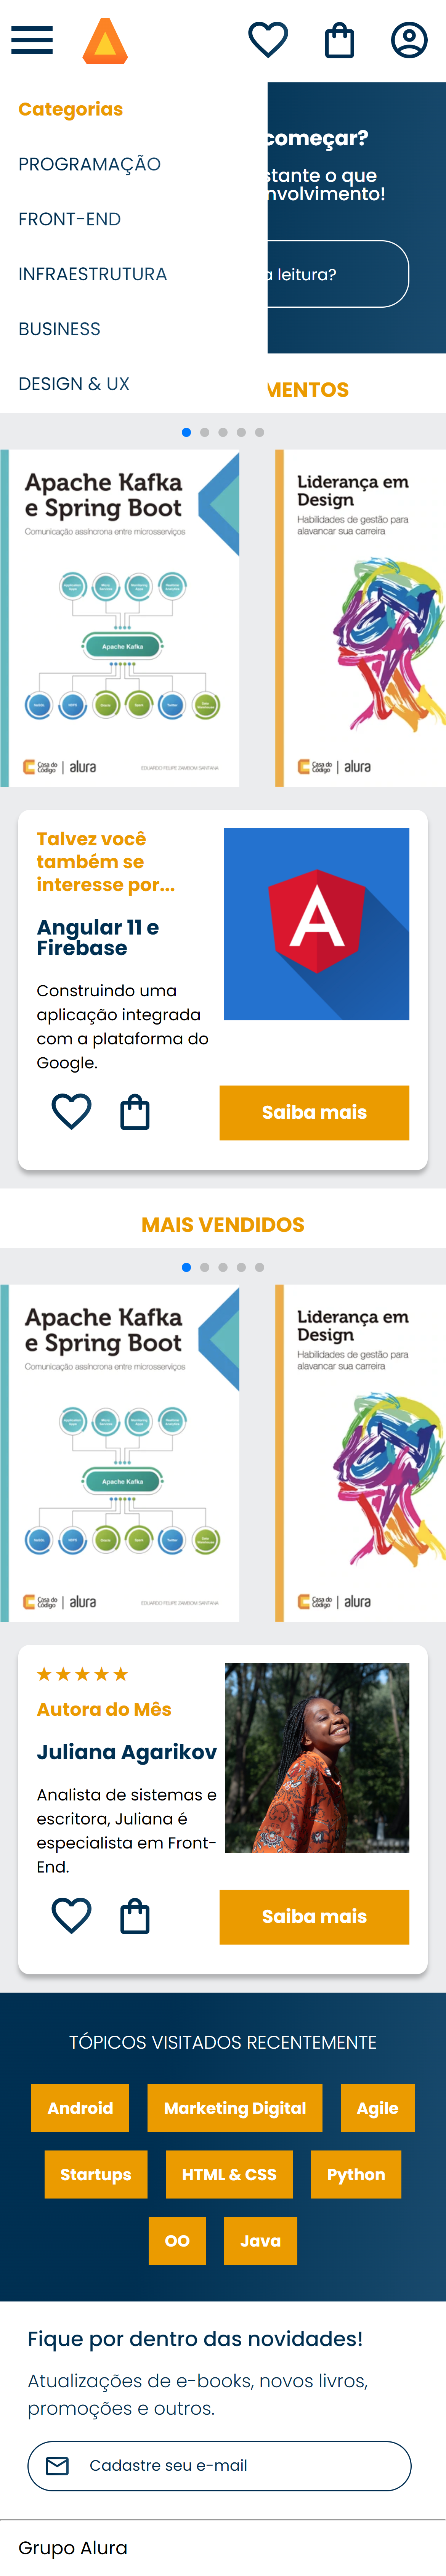 Categorias
começar?
PROGRAMAÇÃO
stante o que
nvolvimento!
FRONT-END
INFRAESTRUTURA
a leitura?
BUSINESS
DESIGN & UX
MENTOS
Apache Kafka
e Spring Boot
Comunicação assíncrona entre microsserviços
Apache Kafka
Casa do
Código
alura
EDUARDO FELIPE ZAMBOM SANTANA
Liderança em
Design
Habilidades de gestão para
alavancar sua carreira
Casa do
Código
alura
Talvez você
também se
interesse por...
Angular 11 e
Firebase
Construindo uma
aplicação integrada
com a plataforma do
Google.
A
Saiba mais
MAIS VENDIDOS
Apache Kafka
e Spring Boot
Comunicação assíncrona entre microsserviços
Apache Kafka
Casa do
Código
alura
EDUARDO FELIPE ZAMBOM SANTANA
Liderança em
Design
Habilidades de gestão para
alavancar sua carreira
Casa do
Código
alura
Autora do Mês
Juliana Agarikov
Analista de sistemas e
escritora, Juliana é
especialista em Front-
End.
Saiba mais
TÓPICOS VISITADOS RECENTEMENTE
Android
Marketing Digital
Agile
Startups
HTML & CSS
Python
OO
Java
Fique por dentro das novidades!
Atualizações de e-books, novos livros,
promoções e outros.
Cadastre seu e-mail
Grupo Alura